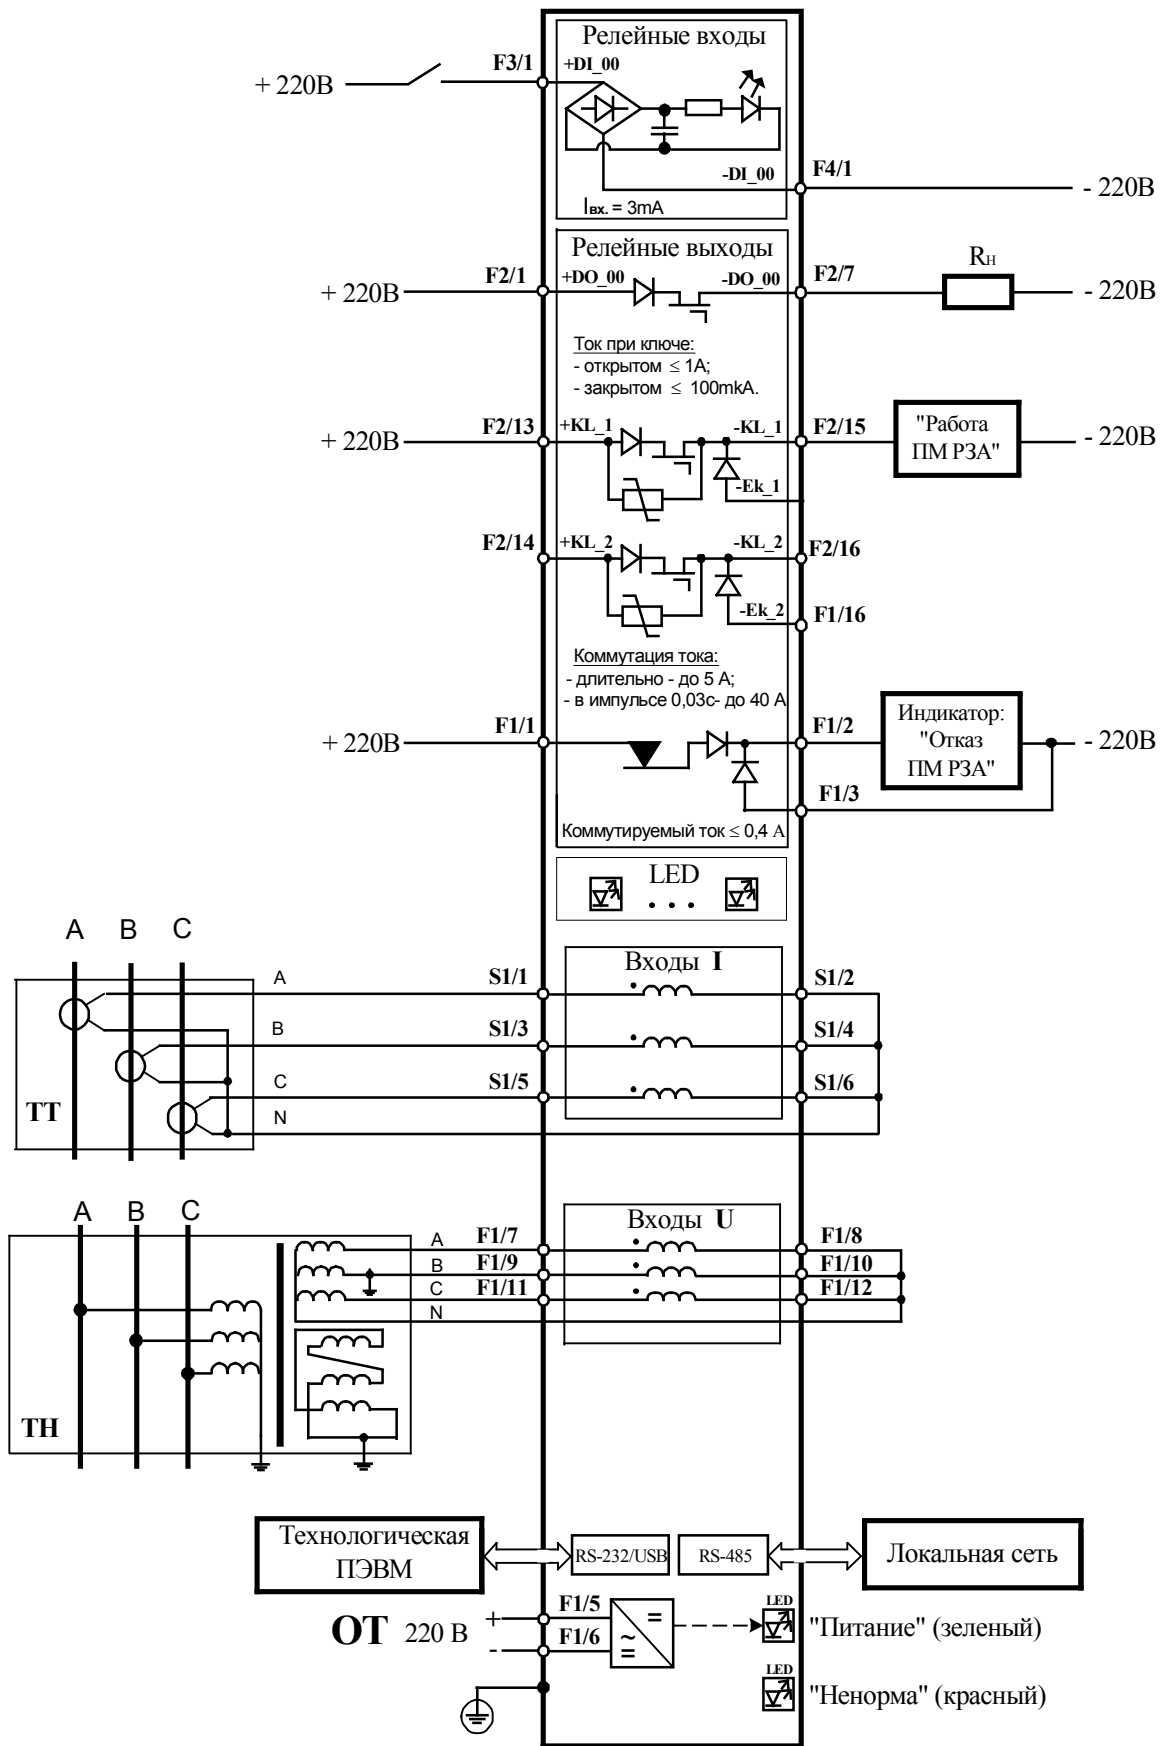 Релейные входы
F3/1
+DI_00
+ 220В
-DI_00
F4/1
- 220В
Iвх. = 3mA
Релейные выходы
F2/1
+DO_00
-DO_00
F2/7
Rн
+ 220В
- 220В
Ток при ключе:
- открытом ≤ 1А;
- закрытом ≤ 100mkA.
F2/13
+KL_1
-KL_1
F2/15
+ 220В
"Работа
ПМ РЗА"
- 220В
-Ek_1
F2/14
+KL_2
-KL_2
F2/16
-Ek_2
F1/16
Коммутация тока:
- длительно - до 5 А;
- в импульсе 0,03с- до 40 А
F1/1
F1/2
+ 220В
Индикатор:
"Отказ
ПМ РЗА"
- 220В
F1/3
Коммутируемый ток ≤ 0,4 А
LED
. . .
A B C
Входы I
A
S1/1
S1/2
B
S1/3
S1/4
C
S1/5
S1/6
ТТ
N
A B C
Входы U
A
F1/7
F1/8
B
F1/9
F1/10
C
F1/11
F1/12
N
ТН
Технологическая
ПЭВМ
RS-232/USB
RS-485
Локальная сеть
ОТ 220 В
+
F1/5
-
F1/6
=
~
=
LED
"Питание" (зеленый)
LED
"Ненорма" (красный)